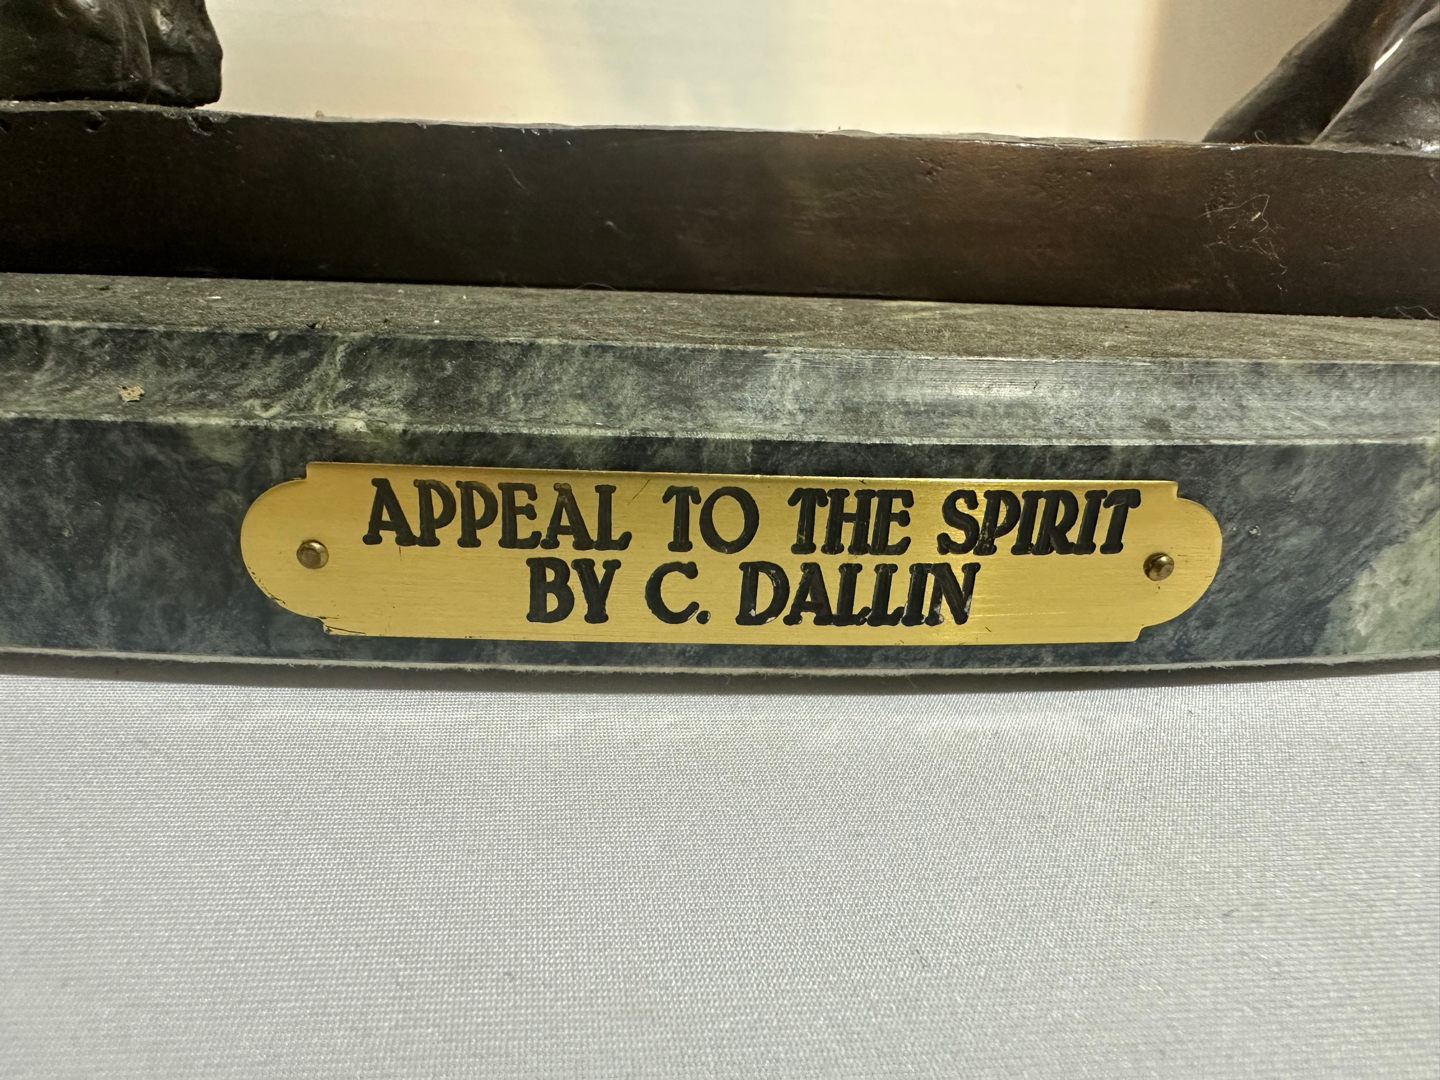 APPEAL TO THE SPIRIT
BY C. DALLIN